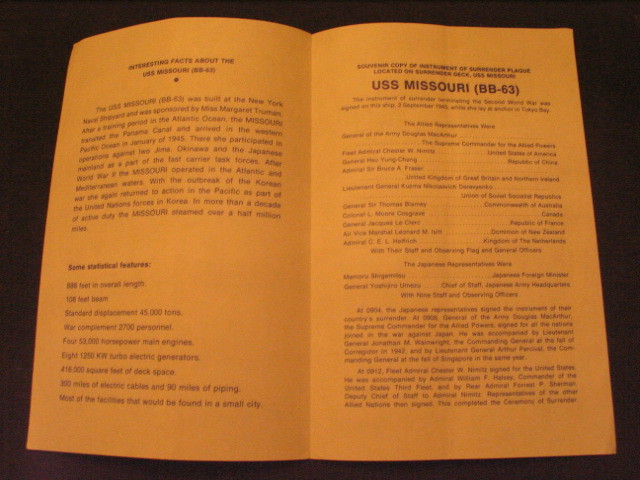 INTERESTING FACTS ABOUT THE
USS MISSOURI (BB-63)
The USS MISSOURI (BB-63) was built at the New York
Naval Shipyard and was sponsored by Miss Margaret Truman.
After a training period in the Atlantic Ocean, the MISSOURI
transited the Panama Canal and arrived in the western
Pacific Ocean in January of 1945. There she participated in
operations against Iwo Jima, Okinawa and the Japanese
mainland as a part of the fast carrier task forces. After
World War II the MISSOURI operated in the Atlantic and
Mediterranean waters. With the outbreak of the Korean
war she again returned to action in the Pacific as part of
the United Nations forces in Korea. In more than a decade
of active duty the MISSOURI steamed over a half million
miles.
Some statistical features:
888 feet in overall length.
108 feet beam
Standard displacement 45,000 tons.
War complement 2700 personnel.
Four 53,000 horsepower main engines.
Eight 1250 KW turbo electric generators.
418,000 square feet of deck space.
300 miles of electric cables and 90 miles of piping.
Most of the facilities that would be found in a small city.
SOUVENIR COPY OF INSTRUMENT OF SURRENDER PLAQUE
LOCATED ON SURRENDER DECK, USS MISSOURI
USS MISSOURI (BB-63)
The instrument of surrender terminating the Second World War was
signed on this ship, 2 September 1945, while she lay at anchor in Tokyo Bay.
The Allied Representatives Were
General of the Army Douglas MacArthur
The Supreme Commander for the Allied Powers
Fleet Admiral Chester W. Nimitz United States of America
General Hsu Yung-Chang Republic of China
Admiral Sir Bruce A. Fraser
United Kingdom of Great Britain and Northern Ireland
Lieutenant General Kuzma Nikolaevich Derevyenko
Union of Soviet Socialist Republics
General Sir Thomas Blamey Commonwealth of Australia
Colonel L. Moore Cosgrave Canada
General Jacques Le Clerc Republic of France
Air Vice Marshal Leonard M. Isitt Dominion of New Zealand
Admiral C. E. L. Helfrich Kingdom of The Netherlands
With Their Staff and Observing Flag and General Officers
The Japanese Representatives Were
Mamoru Shigemitsu Japanese Foreign Minister
General Yoshijiro Umezu Chief of Staff, Japanese Army Headquarters
With Nine Staff and Observing Officers
At 0904, the Japanese representatives signed the instrument of their
country's surrender. At 0908, General of the Army Douglas MacArthur,
the Supreme Commander for the Allied Powers, signed for all the nations
joined in the war against Japan. He was accompanied by Lieutenant
General Jonathan M. Wainwright, the Commanding General at the fall of
Corregidor in 1942, and by Lieutenant General Arthur Percival, the Com-
manding General at the fall of Singapore in the same year.
At 0912, Fleet Admiral Chester W. Nimitz signed for the United States.
He was accompanied by Admiral William F. Halsey, Commander of the
United States Third Fleet, and by Rear Admiral Forrest P. Sherman,
Deputy Chief of Staff to Admiral Nimitz. Representatives of the other
Allied Nations then signed. This completed the Ceremony of Surrender.